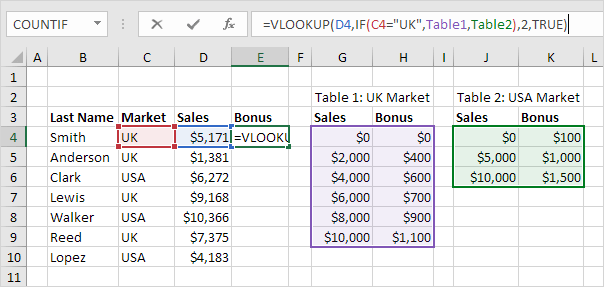 COUNTIF fx =VLOOKUP(D4,IF(C4="UK",Table1,Table2),2,TRUE)
A B C D E F G H I J K L
1
2 Table 1: UK Market Table 2: USA Market
3 Last Name Market Sales Bonus Sales Bonus Sales Bonus
4 Smith UK $5,171 =VLOOKU $0 $0 $0 $100
5 Anderson UK $1,381 $2,000 $400 $5,000 $1,000
6 Clark USA $6,272 $4,000 $600 $10,000 $1,500
7 Lewis UK $9,168 $6,000 $700
8 Walker USA $10,366 $8,000 $900
9 Reed UK $7,375 $10,000 $1,100
10 Lopez USA $4,183
11